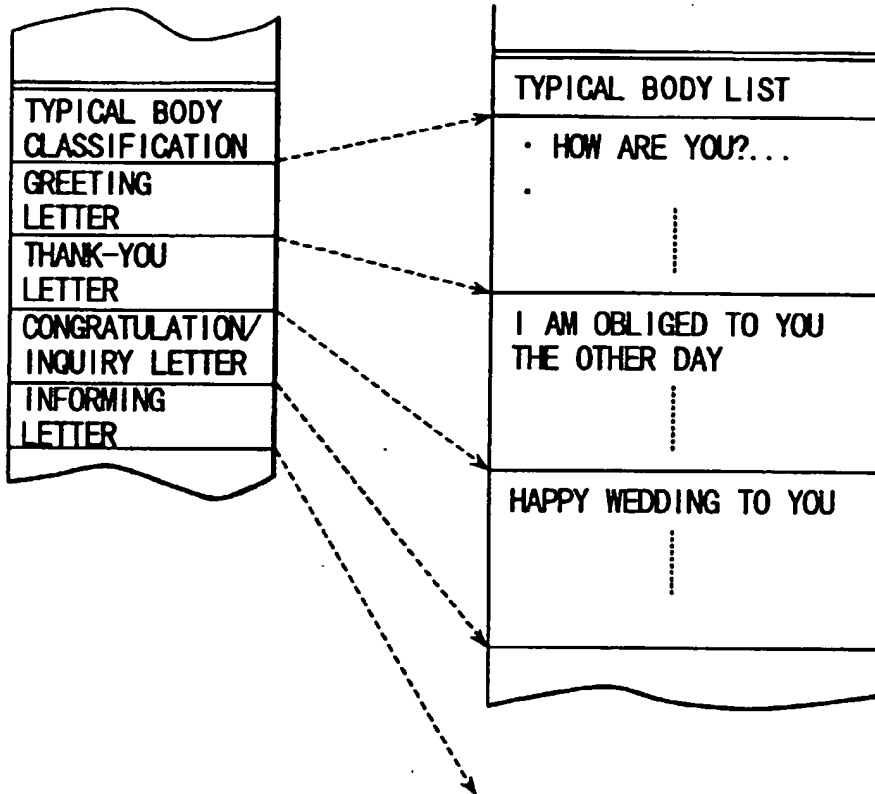 TYPICAL BODY
CLASSIFICATION
GREETING
LETTER
THANK-YOU
LETTER
CONGRATULATION/
INQUIRY LETTER
INFORMING
LETTER
TYPICAL BODY LIST
· HOW ARE YOU?...
·
I AM OBLIGED TO YOU
THE OTHER DAY
HAPPY WEDDING TO YOU